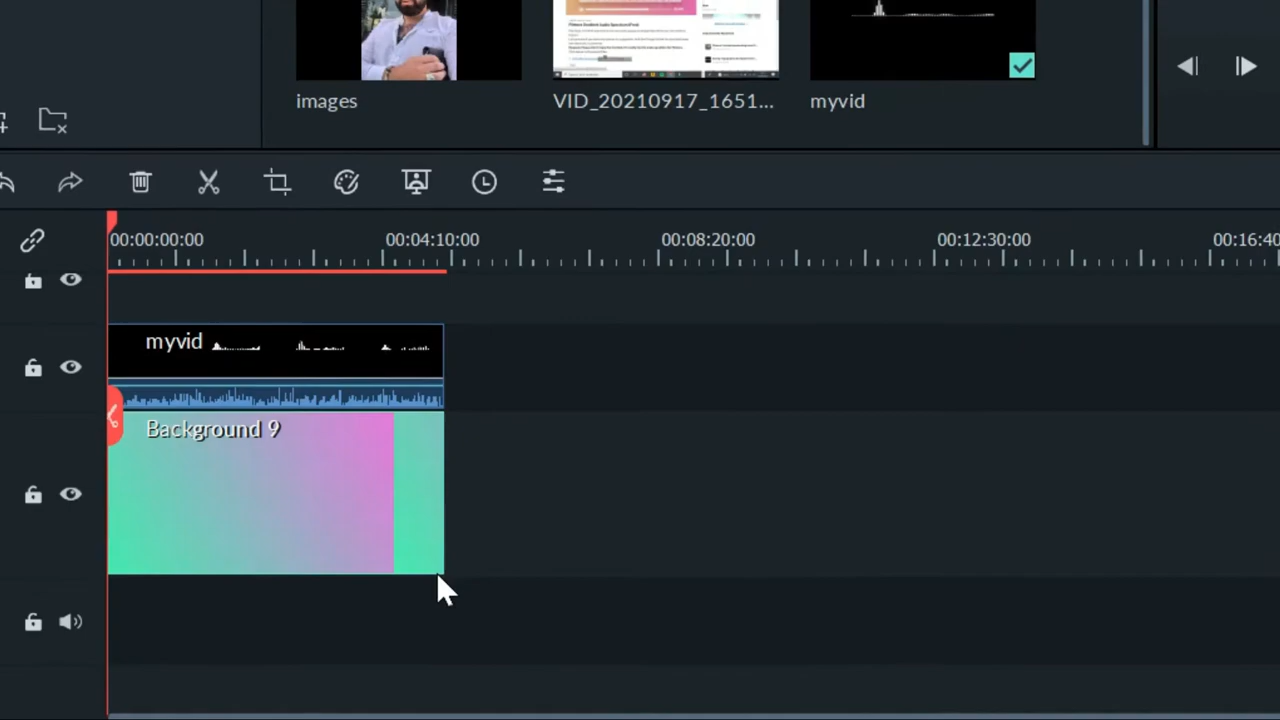 images
VID_20210917_1651...
myvid
00:00:00:00
00:04:10:00
00:08:20:00
00:12:30:00
00:16:40
myvid
Background 9